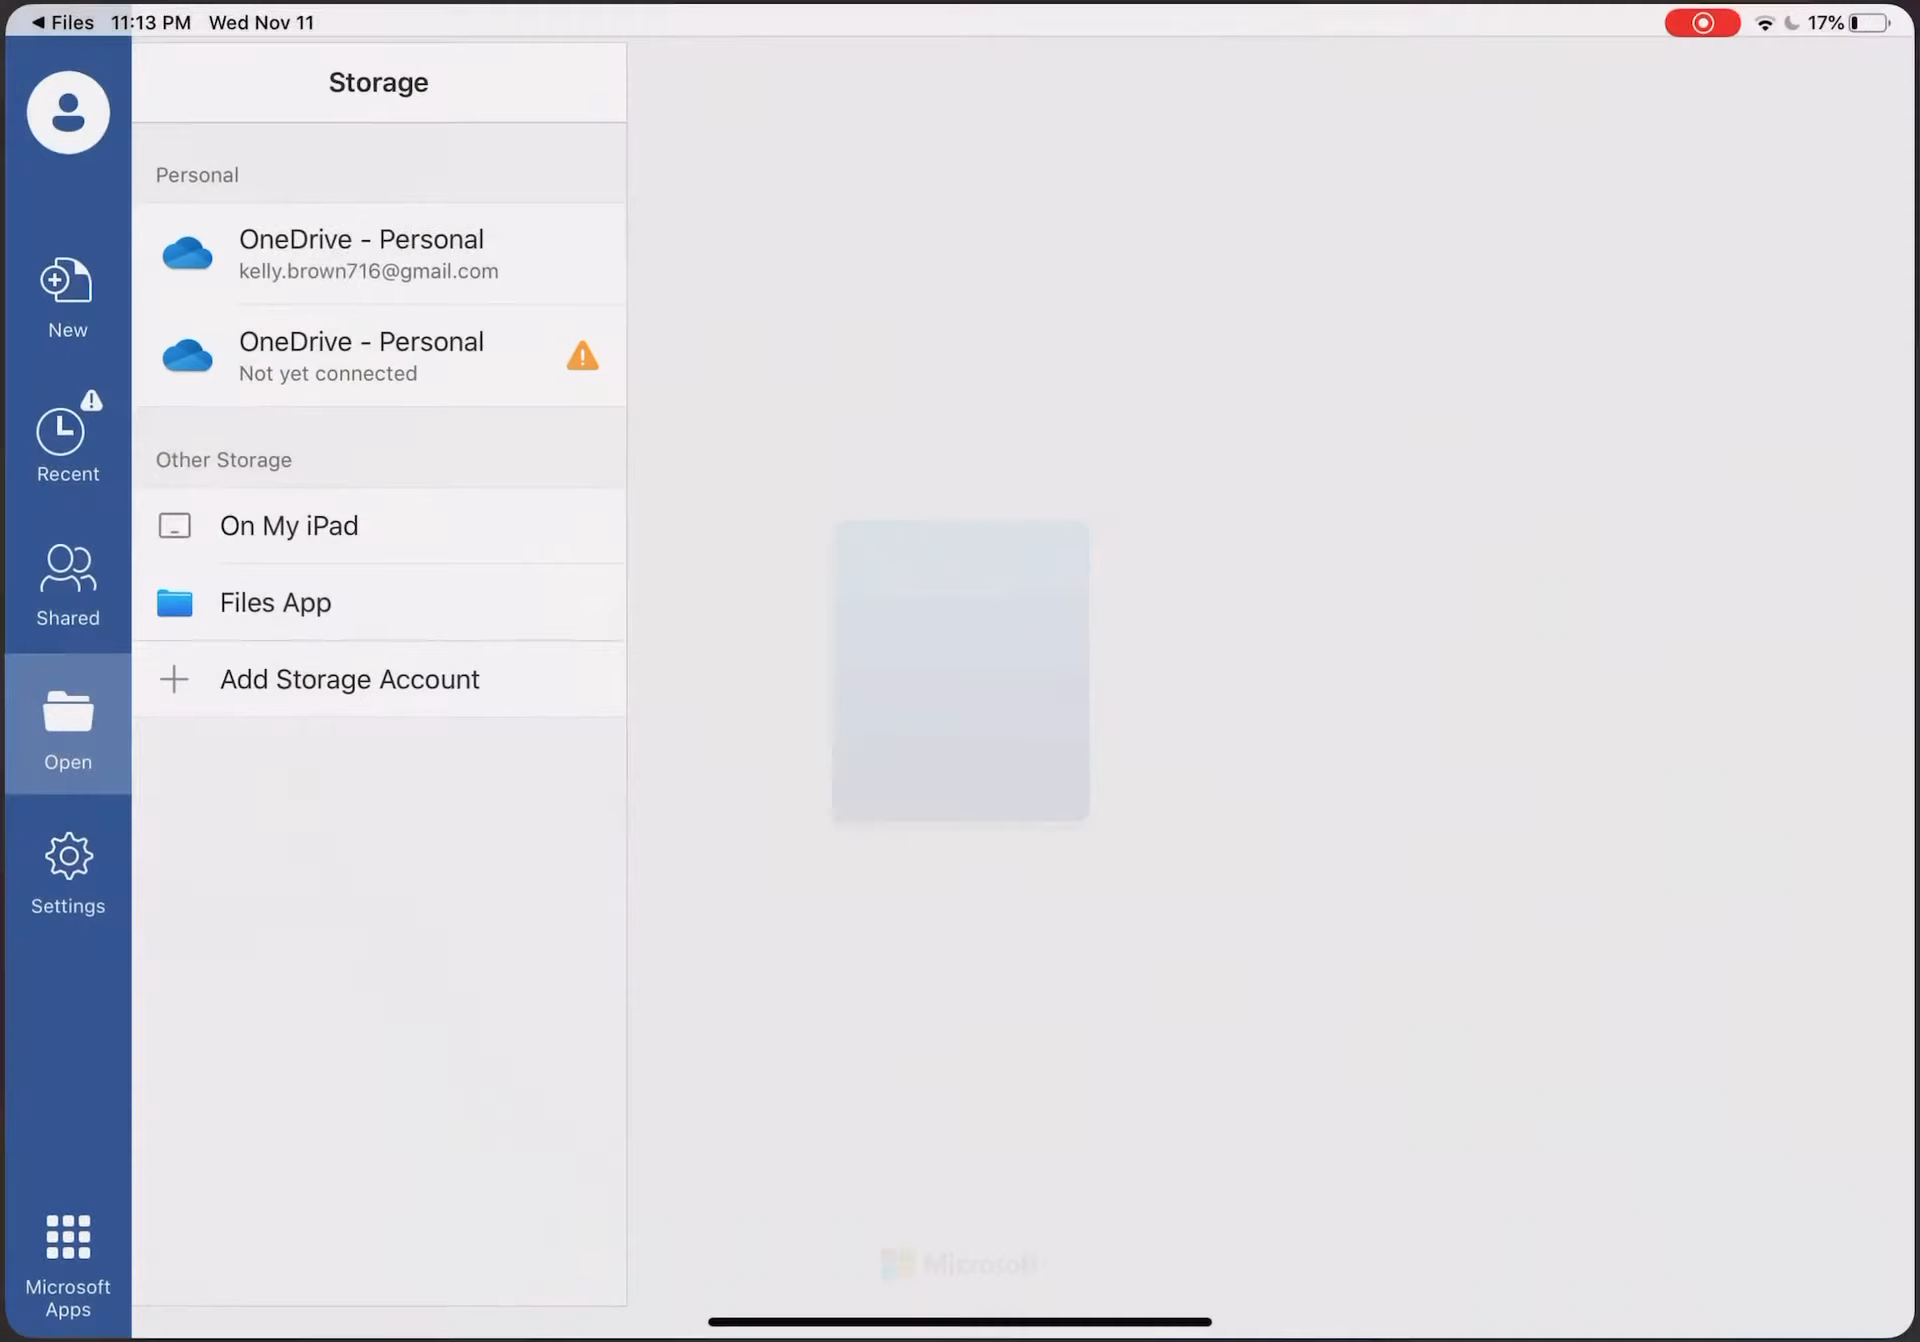 ◀ Files 11:13 PM Wed Nov 11
17%
Storage
Personal
OneDrive - Personal
kelly.brown716@gmail.com
OneDrive - Personal
Not yet connected
Other Storage
On My iPad
Files App
Add Storage Account
New
Recent
Shared
Open
Settings
Microsoft
Apps
Microsoft